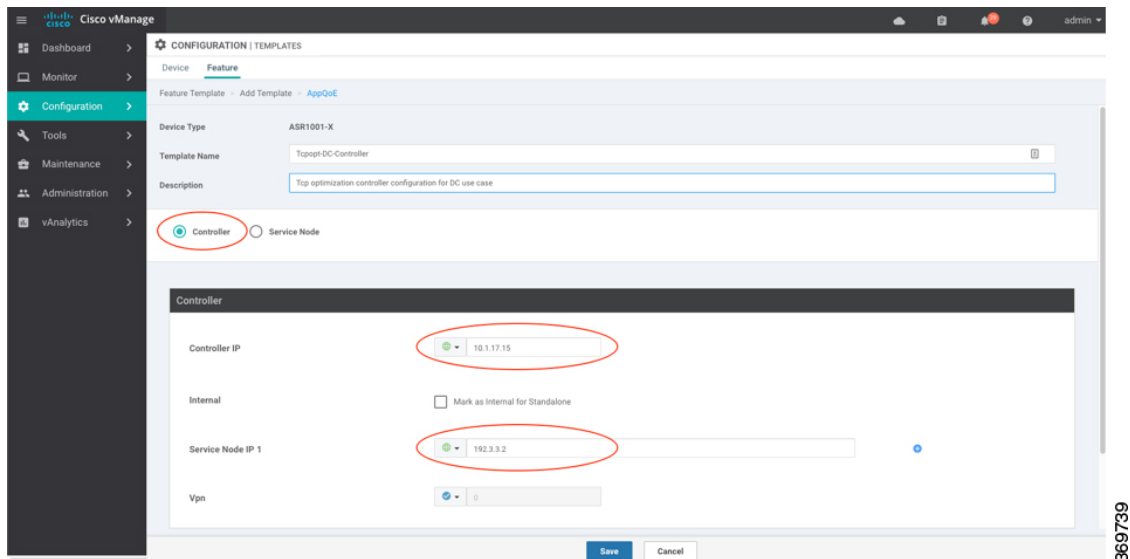 cisco Cisco vManage
admin
Dashboard
Monitor
Configuration
Tools
Maintenance
Administration
vAnalytics
CONFIGURATION | TEMPLATES
Device Feature
Feature Template > Add Template > AppQoE
Device Type ASR1001-X
Template Name Tcpopt-DC-Controller
Description Tcp optimization controller configuration for DC use case
Controller Service Node
Controller
Controller IP 10.1.17.15
Internal Mark as Internal for Standalone
Service Node IP 1 192.3.3.2
Vpn 0
Save Cancel
369739